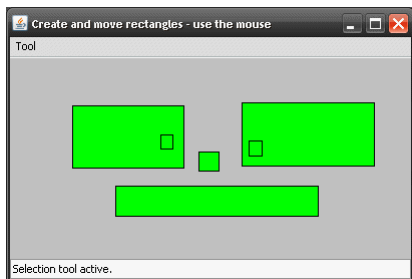 Create and move rectangles - use the mouse
Tool
Selection tool active.